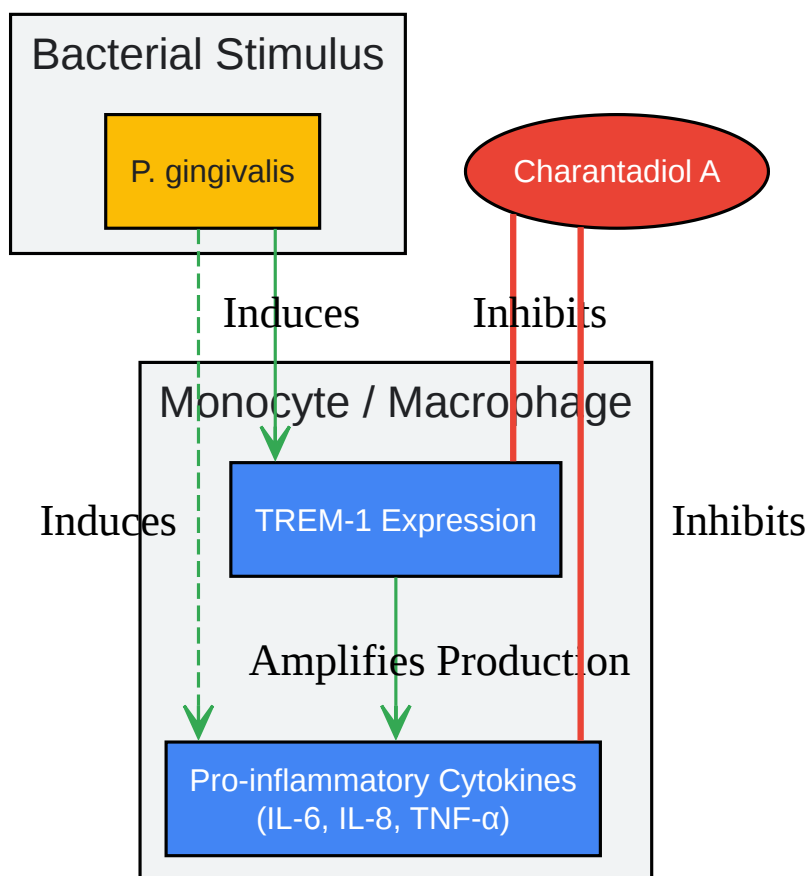 Bacterial Stimulus
P. gingivalis
Charantadiol A
Induces
Inhibits
Monocyte / Macrophage
Induces
TREM-1 Expression
Inhibits
Amplifies Production
Pro-inflammatory Cytokines
(IL-6, IL-8, TNF-α)